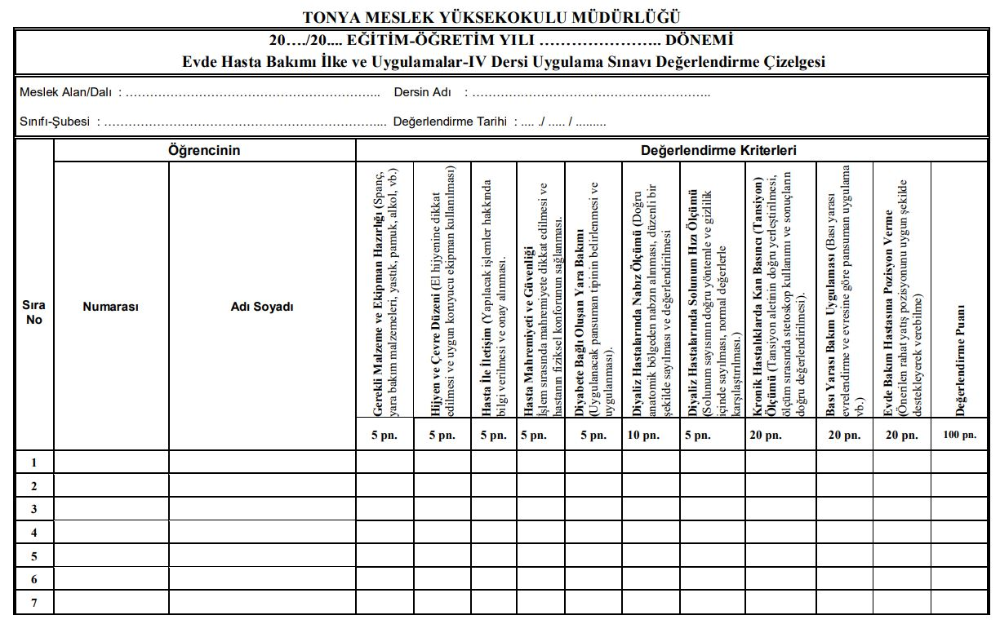 TONYA MESLEK YÜKSEKOKULU MÜDÜRLÜĞÜ
20…./20.... EĞİTİM-ÖĞRETİM YILI ………………….. DÖNEMİ
Evde Hasta Bakımı İlke ve Uygulamalar-IV Dersi Uygulama Sınavı Değerlendirme Çizelgesi
Meslek Alan/Dalı : ……………………………………………….... Dersin Adı : …………………………………………………..
Sınıfı-Şubesi : …………………………………………………….... Değerlendirme Tarihi : .... ./ ..... / .........
Öğrencinin
Değerlendirme Kriterleri
Sıra
No
Numarası
Adı Soyadı
Gerekli Malzeme ve Ekipman Hazırlığı (Spanç,
yara bakım malzemeleri, yastık, pamuk, alkol, vb.)
Hijyen ve Çevre Düzeni (El hijyenine dikkat
edilmesi ve uygun konuyucu ekipman kullanılması)
Hasta İle İletişim (Yapılacak işlemler hakkında
bilgi verilmesi ve onay alınması.
Hasta Mahremiyeti ve Güvenliği
İşlem sırasında mahremiyete dikkat edilmesi ve
hastanın fiziksel konforunun sağlanması.
Diyabete Bağlı Oluşan Yara Bakımı
(Uygulanacak pansuman tipinin belirlenmesi ve
uygulanması).
Diyaliz Hastalarında Nabız Ölçümü (Doğru
anatomik bölgeden nabzın alınması, düzenli bir
şekilde sayılması ve değerlendirilmesi
Diyaliz Hastalarında Solunum Hızı Ölçümü
(Solunum sayısının doğru yöntemle ve gizlilik
içinde sayılması, normal değerlerle
karşılaştırılması.)
Kronik Hastalıklarda Kan Basıncı (Tansiyon)
Ölçümü (Tansiyon aletinin doğru yerleştirilmesi,
ölçüm sırasında stetoskop kullanımı ve sonuçların
doğru değerlendirilmesi).
Bası Yarası Bakım Uygulaması (Bası yarası
evrelendirme ve evresine göre pansuman uygulama
vb.)
Evde Bakım Hastasına Pozisyon Verme
(Önerilen rahat yatış pozisyonunu uygun şekilde
destekleyerek verebilme)
Değerlendirme Puanı
5 pn. 5 pn. 5 pn. 5 pn. 5 pn. 10 pn. 5 pn. 20 pn. 20 pn. 20 pn. 100 pn.
1
2
3
4
5
6
7